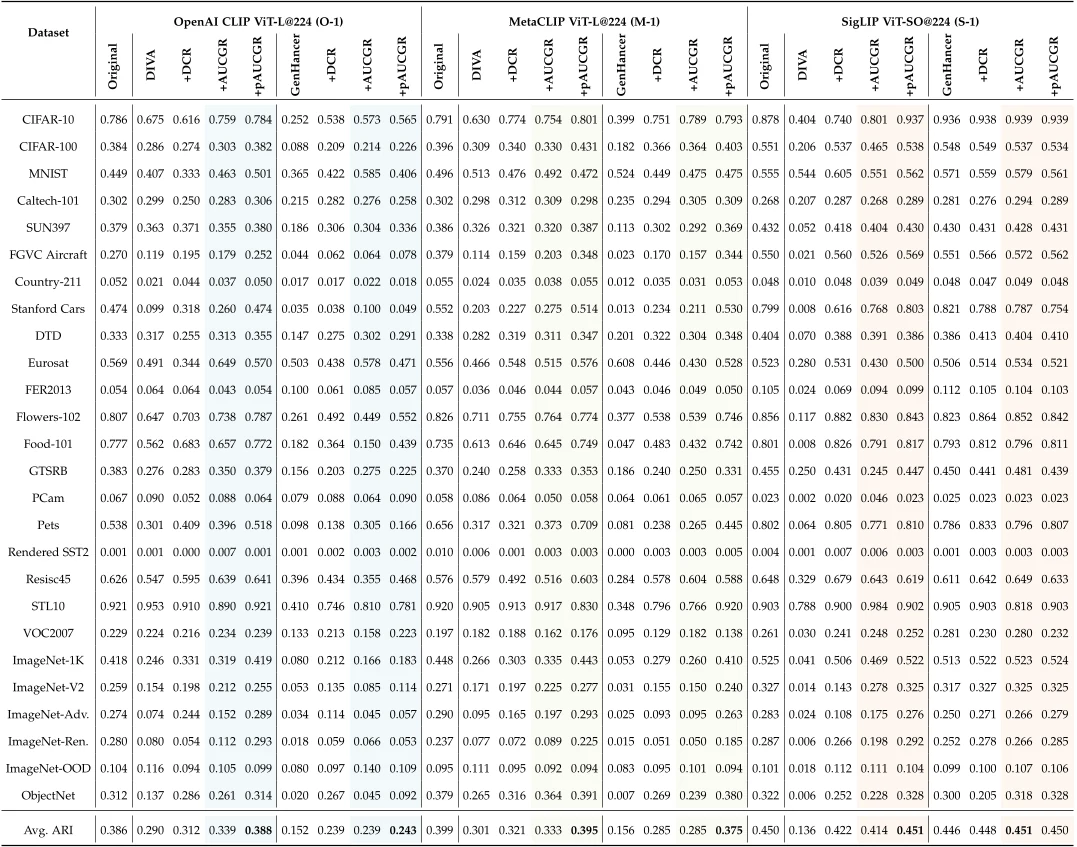 Dataset OpenAI CLIP ViT-L@224 (O-1) MetaCLIP ViT-L@224 (M-1) SigLIP ViT-SO@224 (S-1)
Original DIVA +DCR +AUCGR +pAUCGR GenHancer +DCR +AUCGR +pAUCGR Original DIVA +DCR +AUCGR +pAUCGR GenHancer +DCR +AUCGR +pAUCGR Original DIVA +DCR +AUCGR +pAUCGR GenHancer +DCR +AUCGR +pAUCGR
CIFAR-10 0.786 0.675 0.616 0.759 0.784 0.252 0.538 0.573 0.565 0.791 0.630 0.774 0.754 0.801 0.399 0.751 0.789 0.793 0.878 0.404 0.740 0.801 0.937 0.936 0.938 0.939 0.939
CIFAR-100 0.384 0.286 0.274 0.303 0.382 0.088 0.209 0.214 0.226 0.396 0.309 0.340 0.330 0.431 0.182 0.366 0.364 0.403 0.551 0.206 0.537 0.465 0.538 0.548 0.549 0.537 0.534
MNIST 0.449 0.407 0.333 0.463 0.501 0.365 0.422 0.585 0.406 0.496 0.513 0.476 0.492 0.472 0.524 0.449 0.475 0.475 0.555 0.544 0.605 0.551 0.562 0.571 0.559 0.579 0.561
Caltech-101 0.302 0.299 0.250 0.283 0.306 0.215 0.282 0.276 0.258 0.302 0.298 0.312 0.309 0.298 0.235 0.294 0.305 0.309 0.268 0.207 0.287 0.268 0.289 0.281 0.276 0.294 0.289
SUN397 0.379 0.363 0.371 0.355 0.380 0.186 0.306 0.304 0.336 0.386 0.326 0.321 0.320 0.387 0.113 0.302 0.292 0.369 0.432 0.052 0.418 0.404 0.430 0.430 0.431 0.428 0.431
FGVC Aircraft 0.270 0.119 0.195 0.179 0.252 0.044 0.062 0.064 0.078 0.379 0.114 0.159 0.203 0.348 0.023 0.170 0.157 0.344 0.550 0.021 0.560 0.526 0.569 0.551 0.566 0.572 0.562
Country-211 0.052 0.021 0.044 0.037 0.050 0.017 0.017 0.022 0.018 0.055 0.024 0.035 0.038 0.055 0.012 0.035 0.031 0.053 0.048 0.010 0.048 0.039 0.049 0.048 0.047 0.049 0.048
Stanford Cars 0.474 0.099 0.318 0.260 0.474 0.035 0.038 0.100 0.049 0.552 0.203 0.227 0.275 0.514 0.013 0.234 0.211 0.530 0.799 0.008 0.616 0.768 0.803 0.821 0.788 0.787 0.754
DTD 0.333 0.317 0.255 0.313 0.355 0.147 0.275 0.302 0.291 0.338 0.282 0.319 0.311 0.347 0.201 0.322 0.304 0.348 0.404 0.070 0.388 0.391 0.386 0.386 0.413 0.404 0.410
Eurosat 0.569 0.491 0.344 0.649 0.570 0.503 0.438 0.578 0.471 0.556 0.466 0.548 0.515 0.576 0.608 0.446 0.430 0.528 0.523 0.280 0.531 0.430 0.500 0.506 0.514 0.534 0.521
FER2013 0.054 0.064 0.064 0.043 0.054 0.100 0.061 0.085 0.057 0.057 0.036 0.046 0.044 0.057 0.043 0.046 0.049 0.050 0.105 0.024 0.069 0.094 0.099 0.112 0.105 0.104 0.103
Flowers-102 0.807 0.647 0.703 0.738 0.787 0.261 0.492 0.449 0.552 0.826 0.711 0.755 0.764 0.774 0.377 0.538 0.539 0.746 0.856 0.117 0.882 0.830 0.843 0.823 0.864 0.852 0.842
Food-101 0.777 0.562 0.683 0.657 0.772 0.182 0.364 0.150 0.439 0.735 0.613 0.646 0.645 0.749 0.047 0.483 0.432 0.742 0.801 0.008 0.826 0.791 0.817 0.793 0.812 0.796 0.811
GTSRB 0.383 0.276 0.283 0.350 0.379 0.156 0.203 0.275 0.225 0.370 0.240 0.258 0.333 0.353 0.186 0.240 0.250 0.331 0.455 0.250 0.431 0.245 0.447 0.450 0.441 0.481 0.439
PCam 0.067 0.090 0.052 0.088 0.064 0.079 0.088 0.064 0.090 0.058 0.086 0.064 0.050 0.058 0.064 0.061 0.065 0.057 0.023 0.002 0.020 0.046 0.023 0.025 0.023 0.023 0.023
Pets 0.538 0.301 0.409 0.396 0.518 0.098 0.138 0.305 0.166 0.656 0.317 0.321 0.373 0.709 0.081 0.238 0.265 0.445 0.802 0.064 0.805 0.771 0.810 0.786 0.833 0.796 0.807
Rendered SST2 0.001 0.001 0.000 0.007 0.001 0.001 0.002 0.003 0.002 0.010 0.006 0.001 0.003 0.003 0.000 0.003 0.003 0.005 0.004 0.001 0.007 0.006 0.003 0.001 0.003 0.003 0.003
Resisc45 0.626 0.547 0.595 0.639 0.641 0.396 0.434 0.355 0.468 0.576 0.579 0.492 0.516 0.603 0.284 0.578 0.604 0.588 0.648 0.329 0.679 0.643 0.619 0.611 0.642 0.649 0.633
STL10 0.921 0.953 0.910 0.890 0.921 0.410 0.746 0.810 0.781 0.920 0.905 0.913 0.917 0.830 0.348 0.796 0.766 0.920 0.903 0.788 0.900 0.984 0.902 0.905 0.903 0.818 0.903
VOC2007 0.229 0.224 0.216 0.234 0.239 0.133 0.213 0.158 0.223 0.197 0.182 0.188 0.162 0.176 0.095 0.129 0.182 0.138 0.261 0.030 0.241 0.248 0.252 0.281 0.230 0.280 0.232
ImageNet-1K 0.418 0.246 0.331 0.319 0.419 0.080 0.212 0.166 0.183 0.448 0.266 0.303 0.335 0.443 0.053 0.279 0.260 0.410 0.525 0.041 0.506 0.469 0.522 0.513 0.522 0.523 0.524
ImageNet-V2 0.259 0.154 0.198 0.212 0.255 0.053 0.135 0.085 0.114 0.271 0.171 0.197 0.225 0.277 0.031 0.155 0.150 0.240 0.327 0.014 0.143 0.278 0.325 0.317 0.327 0.325 0.325
ImageNet-Adv. 0.274 0.074 0.244 0.152 0.289 0.034 0.114 0.045 0.057 0.290 0.095 0.165 0.197 0.293 0.025 0.093 0.095 0.263 0.283 0.024 0.108 0.175 0.276 0.250 0.271 0.266 0.279
ImageNet-Ren. 0.280 0.080 0.054 0.112 0.293 0.018 0.059 0.066 0.053 0.237 0.077 0.072 0.089 0.225 0.015 0.051 0.050 0.185 0.287 0.006 0.266 0.198 0.292 0.252 0.278 0.266 0.285
ImageNet-OOD 0.104 0.116 0.094 0.105 0.099 0.080 0.097 0.140 0.109 0.095 0.111 0.095 0.092 0.094 0.083 0.095 0.101 0.094 0.101 0.018 0.112 0.111 0.104 0.099 0.100 0.107 0.106
ObjectNet 0.312 0.137 0.286 0.261 0.314 0.020 0.267 0.045 0.092 0.379 0.265 0.316 0.364 0.391 0.007 0.269 0.239 0.380 0.322 0.006 0.252 0.228 0.328 0.300 0.205 0.318 0.328
Avg. ARI 0.386 0.290 0.312 0.339 0.388 0.152 0.239 0.239 0.243 0.399 0.301 0.321 0.333 0.395 0.156 0.285 0.285 0.375 0.450 0.136 0.422 0.414 0.451 0.446 0.448 0.451 0.450